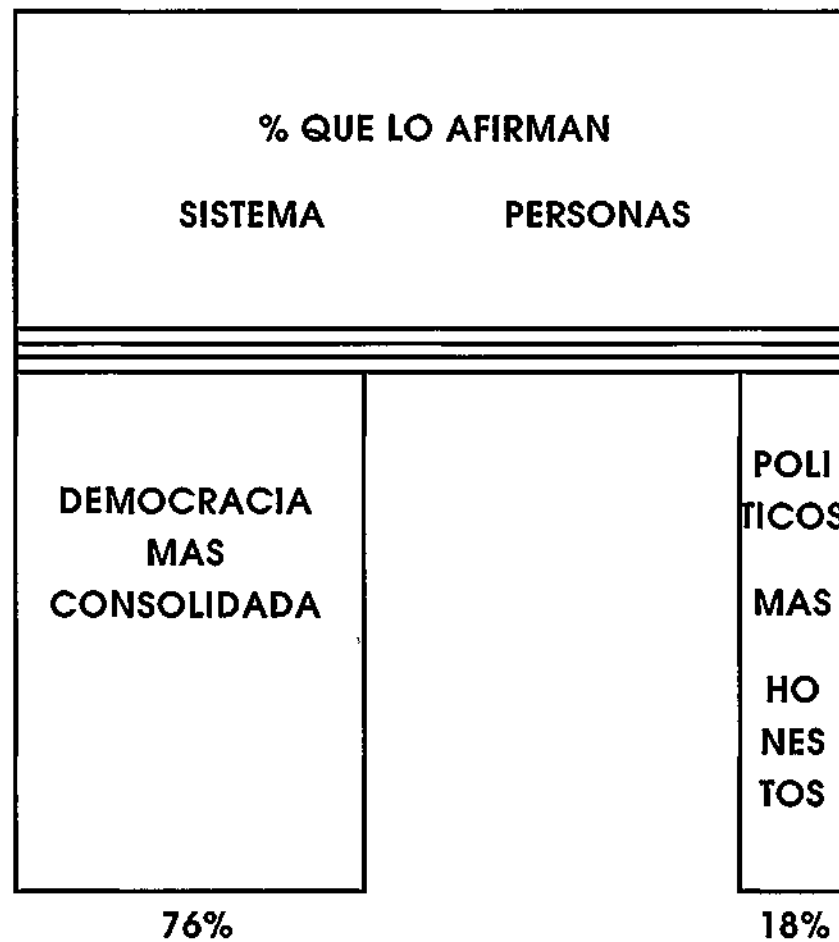 % QUE LO AFIRMAN
SISTEMA PERSONAS
DEMOCRACIA
MAS
CONSOLIDADA
76%
POLI
TICOS
MAS
HO
NES
TOS
18%